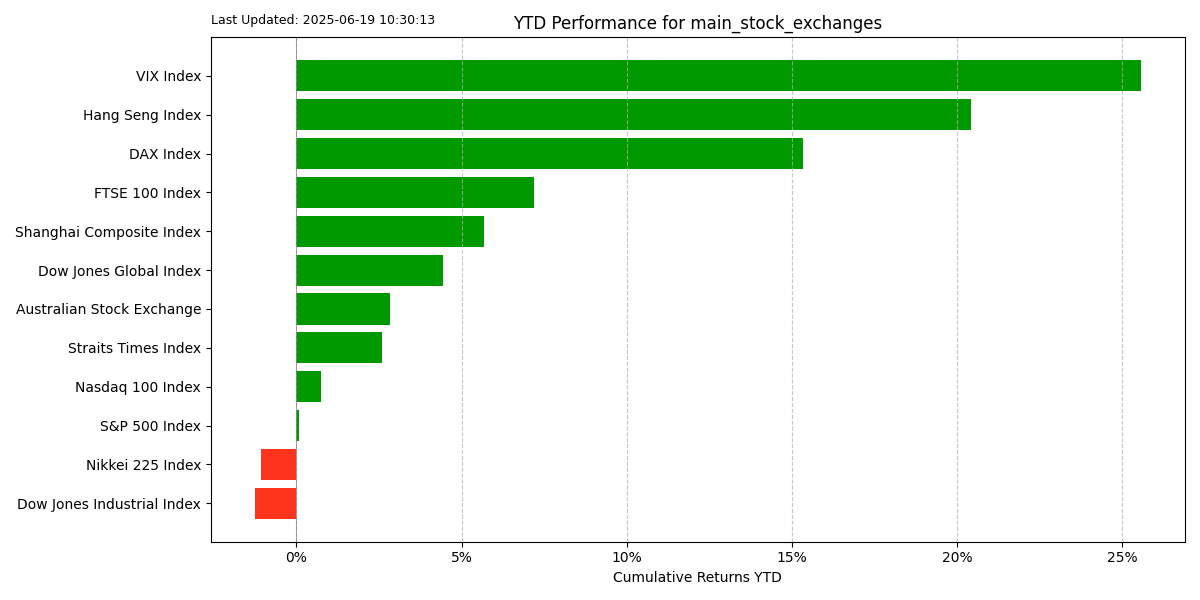 Last Updated: 2025-06-19 10:30:13
YTD Performance for main_stock_exchanges
VIX Index
Hang Seng Index
DAX Index
FTSE 100 Index
Shanghai Composite Index
Dow Jones Global Index
Australian Stock Exchange
Straits Times Index
Nasdaq 100 Index
S&P 500 Index
Nikkei 225 Index
Dow Jones Industrial Index
0% 5% 10% 15% 20% 25%
Cumulative Returns YTD